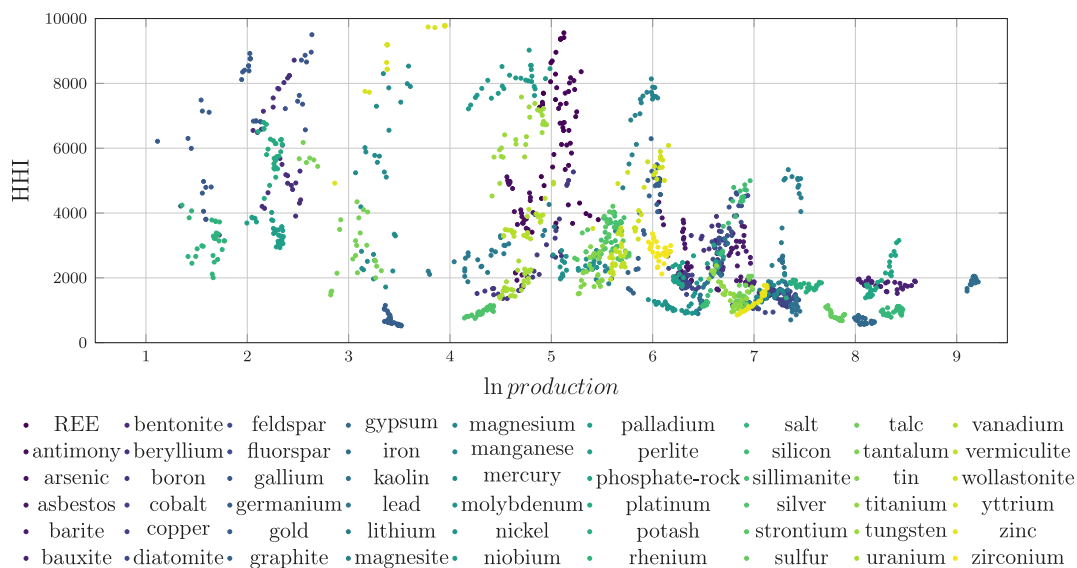 10000
8000
6000
4000
2000
0
HHI
1 2 3 4 5 6 7 8 9
ln production
REE bentonite feldspar gypsum magnesium palladium salt talc vanadium
antimony beryllium fluorspar iron manganese perlite silicon tantalum vermiculite
arsenic boron gallium kaolin mercury phosphate-rock sillimanite tin wollastonite
asbestos cobalt germanium lead molybdenum platinum silver titanium yttrium
barite copper gold lithium nickel potash strontium tungsten zinc
bauxite diatomite graphite magnesite niobium rhenium sulfur uranium zirconium